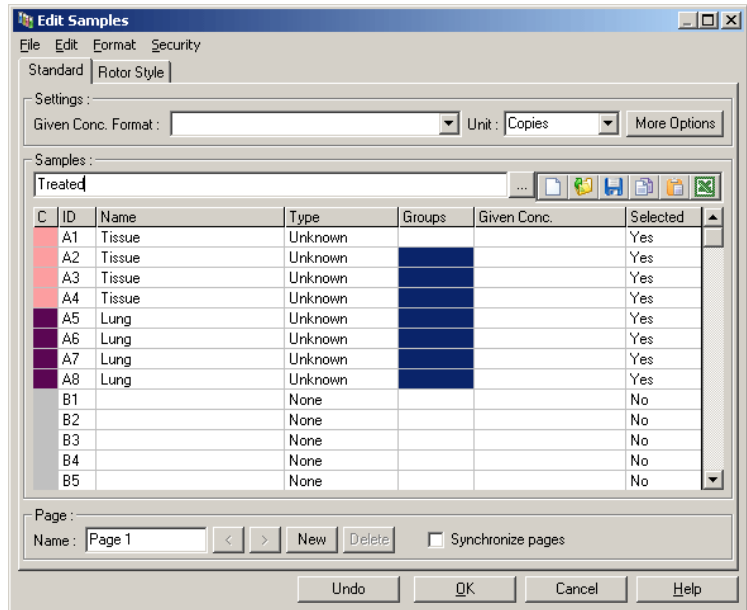 Edit Samples
File Edit Format Security
Standard Rotor Style
Settings :
Given Conc. Format : Unit : Copies More Options
Samples :
Treated ...
C ID Name Type Groups Given Conc. Selected
A1 Tissue Unknown Yes
A2 Tissue Unknown Yes
A3 Tissue Unknown Yes
A4 Tissue Unknown Yes
A5 Lung Unknown Yes
A6 Lung Unknown Yes
A7 Lung Unknown Yes
A8 Lung Unknown Yes
B1 None No
B2 None No
B3 None No
B4 None No
B5 None No
Page :
Name : Page 1 < > New Delete Synchronize pages
Undo OK Cancel Help